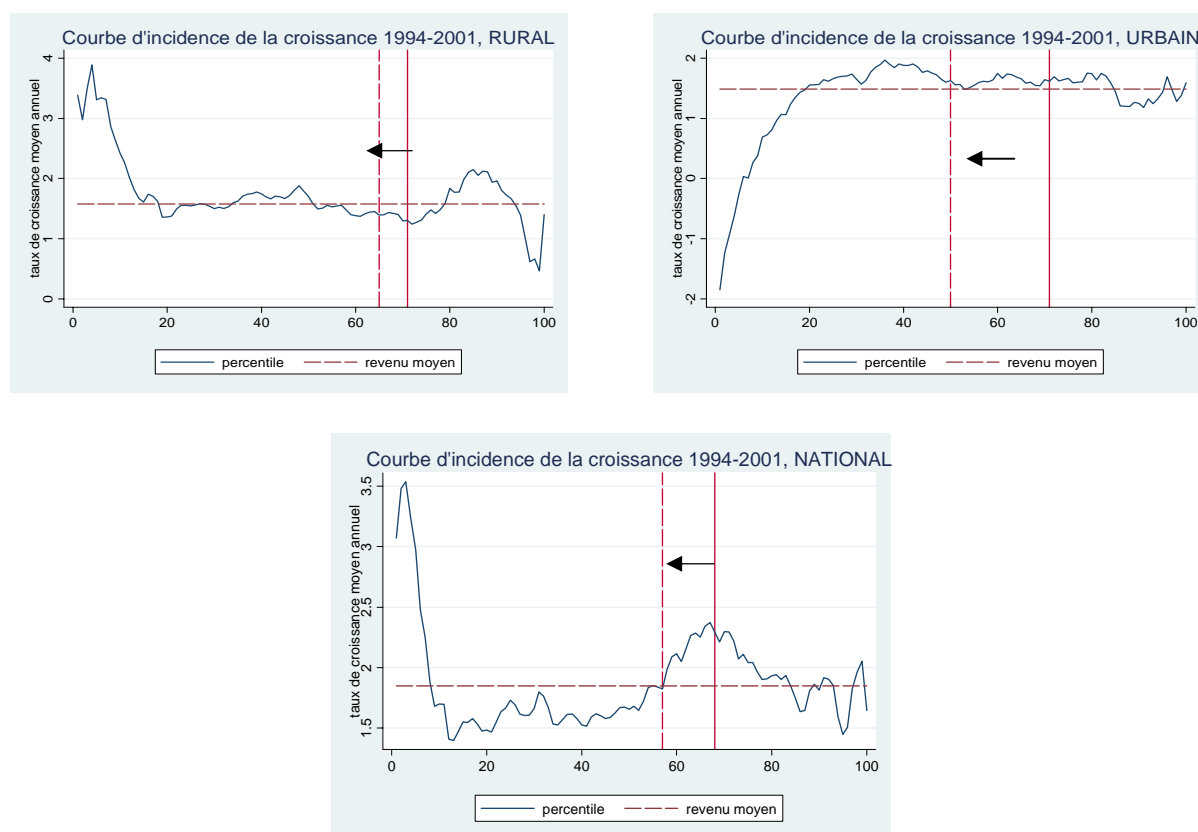 Courbe d'incidence de la croissance 1994-2001, RURAL
taux de croissance moyen annuel
4
3
2
1
0
0 20 40 60 80 100
percentile revenu moyen
Courbe d'incidence de la croissance 1994-2001, URBAIN
taux de croissance moyen annuel
2
1
0
-1
-2
0 20 40 60 80 100
percentile revenu moyen
Courbe d'incidence de la croissance 1994-2001, NATIONAL
taux de croissance moyen annuel
3.5
3
2.5
2
1.5
0 20 40 60 80 100
percentile revenu moyen